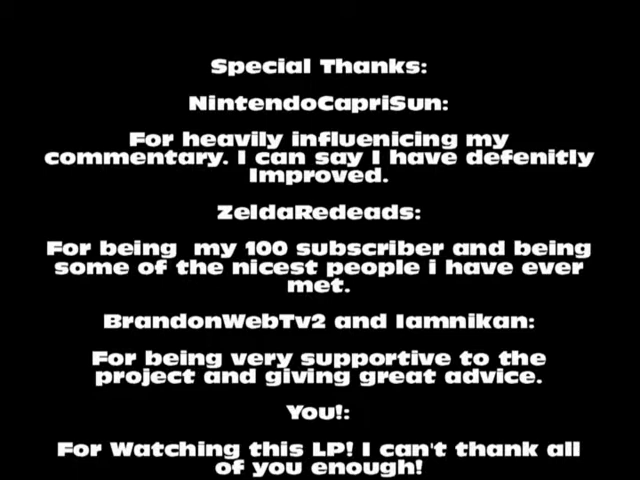 Special Thanks:
NintendoCapriSun:
For heavily influenicing my
commentary. I can say I have defenitly
Improved.
ZeldaRedeads:
For being  my 100 subscriber and being
some of the nicest people i have ever
met.
BrandonWebTv2 and Iamnikan:
For being very supportive to the
project and giving great advice.
You!:
For Watching this LP! I can't thank all
of you enough!